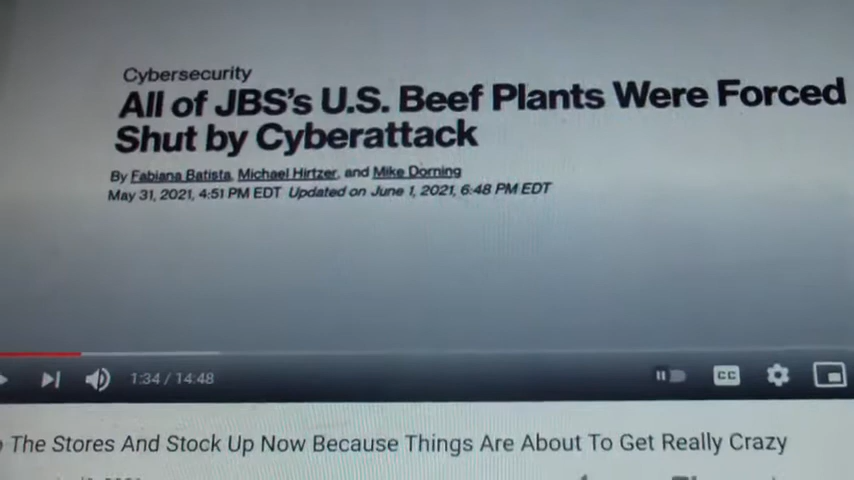 Cybersecurity
All of JBS's U.S. Beef Plants Were Forced
Shut by Cyberattack
By Fabiana Batista, Michael Hirtzer, and Mike Dorning
May 31, 2021, 4:51 PM EDT Updated on June 1, 2021, 6:48 PM EDT
1:34 / 14:48
CC
The Stores And Stock Up Now Because Things Are About To Get Really Crazy